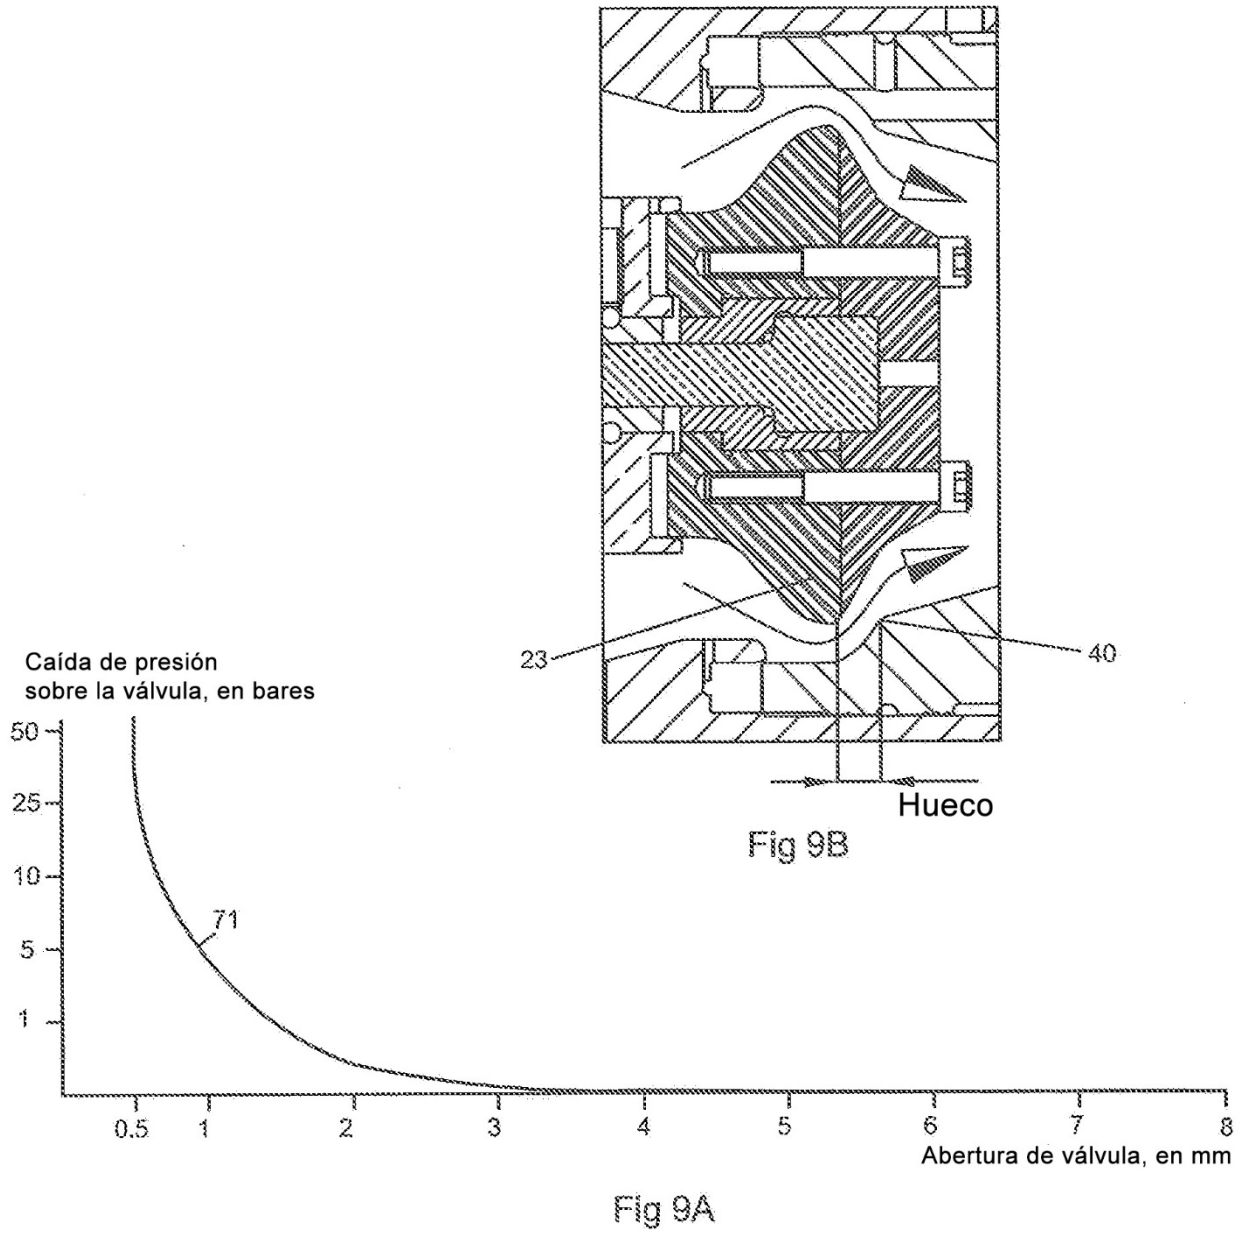 23
40
Hueco
Fig 9B
Caída de presión
sobre la válvula, en bares
50
25
10
5
1
71
0.5 1 2 3 4 5 6 7 8
Abertura de válvula, en mm
Fig 9A